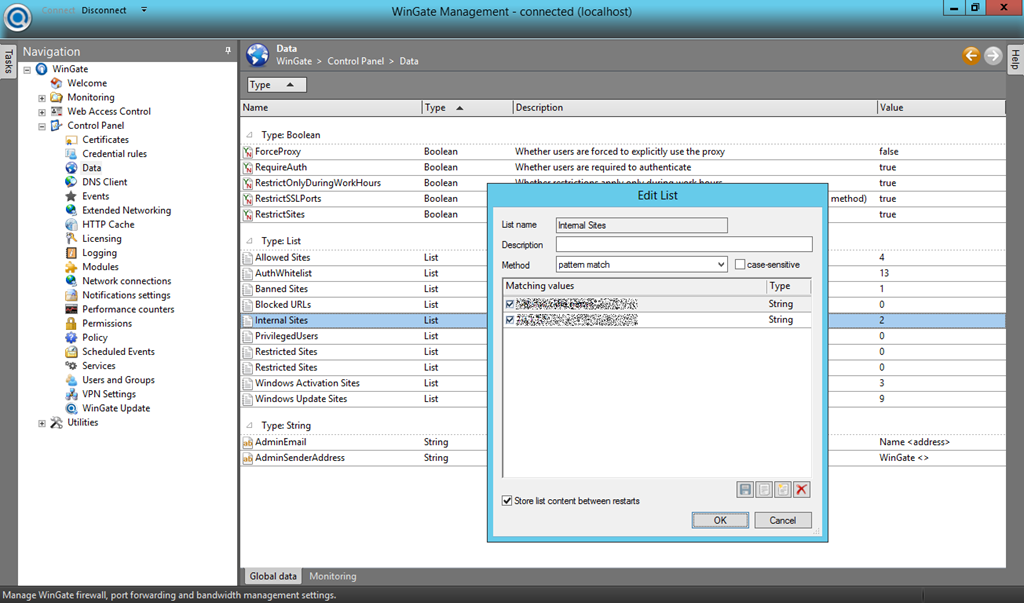 Connect Disconnect
WinGate Management - connected (localhost)
Tasks
Navigation
WinGate
Welcome
Monitoring
Web Access Control
Control Panel
Certificates
Credential rules
Data
DNS Client
Events
Extended Networking
HTTP Cache
Licensing
Logging
Modules
Network connections
Notifications settings
Performance counters
Permissions
Policy
Scheduled Events
Services
Users and Groups
VPN Settings
WinGate Update
Utilities
Data
WinGate > Control Panel > Data
Help
Type
Name Type Description Value
Type: Boolean
ForceProxy Boolean Whether users are forced to explicitly use the proxy false
RequireAuth Boolean Whether users are required to authenticate true
RestrictOnlyDuringWorkHours Boolean Whether restrictions apply only during work hours true
RestrictSSLPorts Boolean method) true
RestrictSites Boolean true
Type: List
Allowed Sites List 4
AuthWhitelist List 13
Banned Sites List 1
Blocked URLs List 0
Internal Sites List 2
PrivilegedUsers List 0
Restricted Sites List 0
Restricted Sites List 0
Windows Activation Sites List 3
Windows Update Sites List 9
Type: String
AdminEmail String Name <address>
AdminSenderAddress String WinGate <>
Edit List
List name Internal Sites
Description
Method pattern match case-sensitive
Matching values Type
String
String
Store list content between restarts
OK Cancel
Global data Monitoring
Manage WinGate firewall, port forwarding and bandwidth management settings.